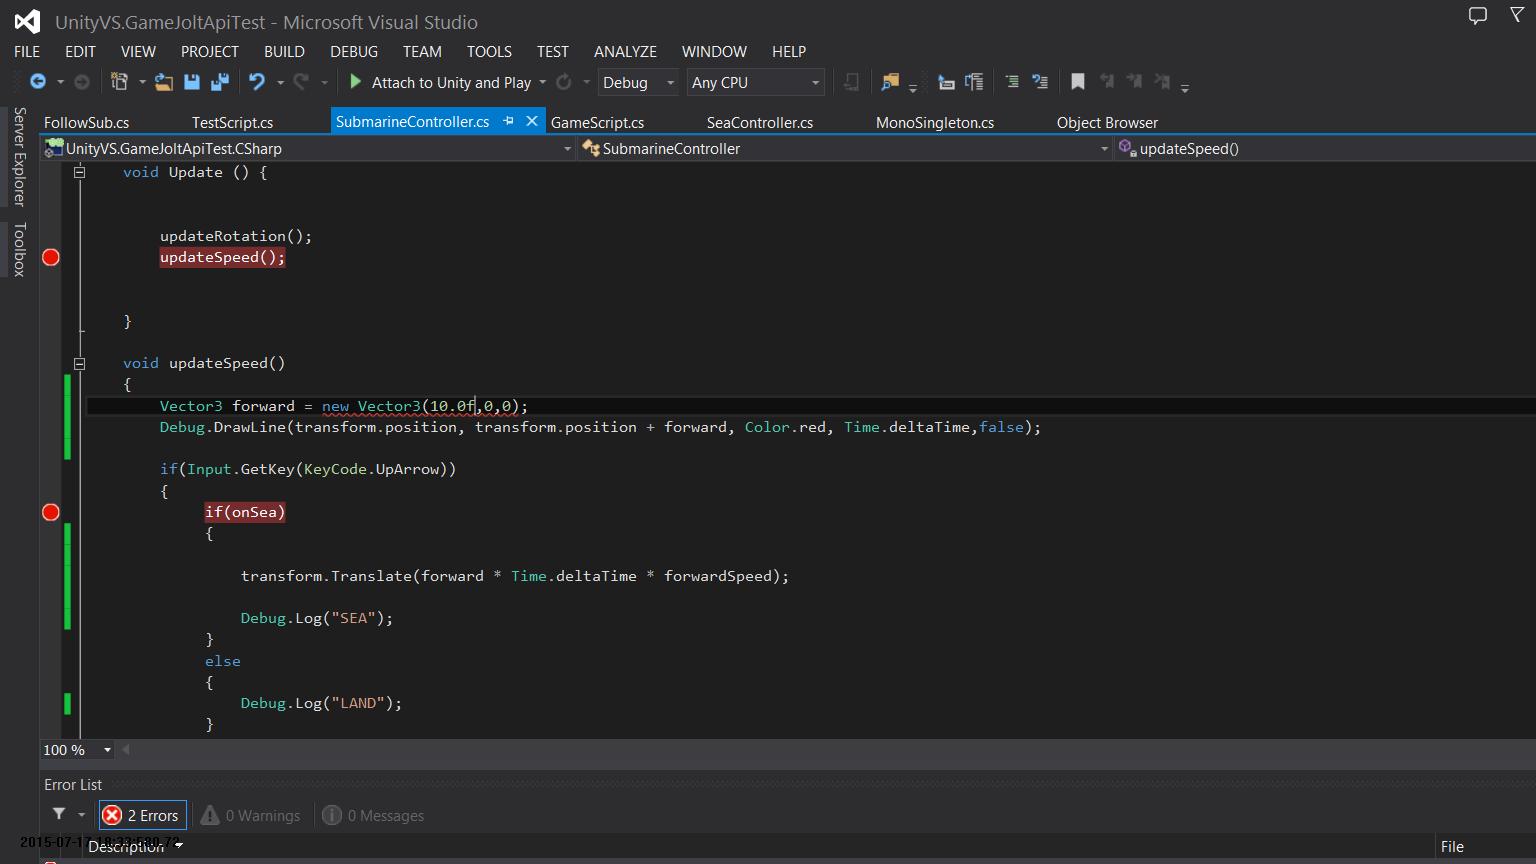 UnityVS.GameJoltApiTest - Microsoft Visual Studio
FILE EDIT VIEW PROJECT BUILD DEBUG TEAM TOOLS TEST ANALYZE WINDOW HELP
Attach to Unity and Play Debug Any CPU
Server Explorer
Toolbox
FollowSub.cs TestScript.cs SubmarineController.cs GameScript.cs SeaController.cs MonoSingleton.cs Object Browser
UnityVS.GameJoltApiTest.CSharp SubmarineController updateSpeed()
void Update () {
updateRotation();
updateSpeed();
}
void updateSpeed()
{
Vector3 forward = new Vector3(10.0f,0,0);
Debug.DrawLine(transform.position, transform.position + forward, Color.red, Time.deltaTime,false);
if(Input.GetKey(KeyCode.UpArrow))
{
if(onSea)
{
transform.Translate(forward * Time.deltaTime * forwardSpeed);
Debug.Log("SEA");
}
else
{
Debug.Log("LAND");
}
100 %
Error List
2 Errors 0 Warnings 0 Messages
Description File